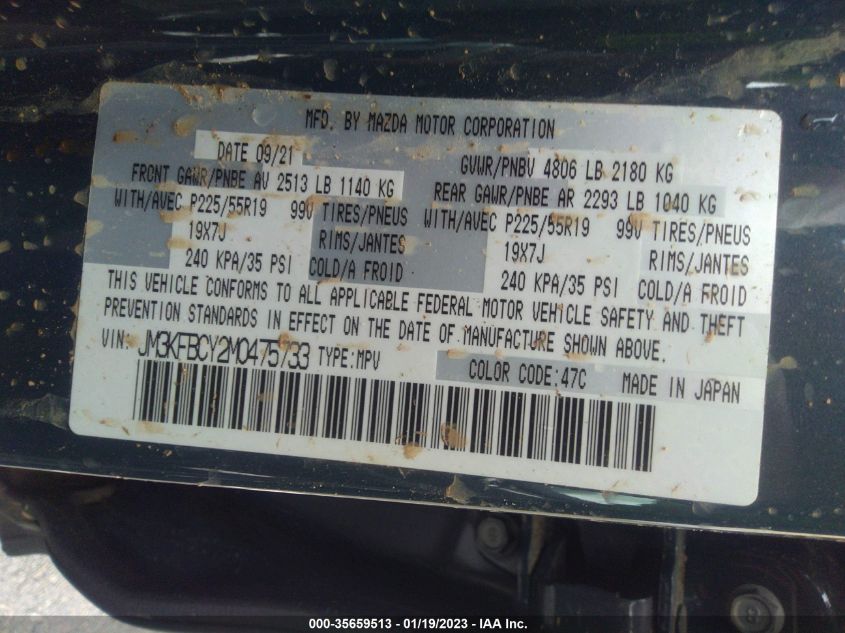 MFD. BY MAZDA MOTOR CORPORATION
DATE 09/21 GVWR/PNBV 4806 LB 2180 KG
FRONT GAWR/PNBE AV 2513 LB 1140 KG REAR GAWR/PNBE AR 2293 LB 1040 KG
WITH/AVEC P225/55R19 99V TIRES/PNEUS WITH/AVEC P225/55R19 99V TIRES/PNEUS
19X7J RIMS/JANTES 19X7J RIMS/JANTES
240 KPA/35 PSI COLD/A FROID 240 KPA/35 PSI COLD/A FROID
THIS VEHICLE CONFORMS TO ALL APPLICABLE FEDERAL MOTOR VEHICLE SAFETY AND THEFT
PREVENTION STANDARDS IN EFFECT ON THE DATE OF MANUFACTURE SHOWN ABOVE.
VIN: JM3KFBCY2M0475733 TYPE:MPV
COLOR CODE:47C MADE IN JAPAN
000-35659513 - 01/19/2023 - IAA Inc.